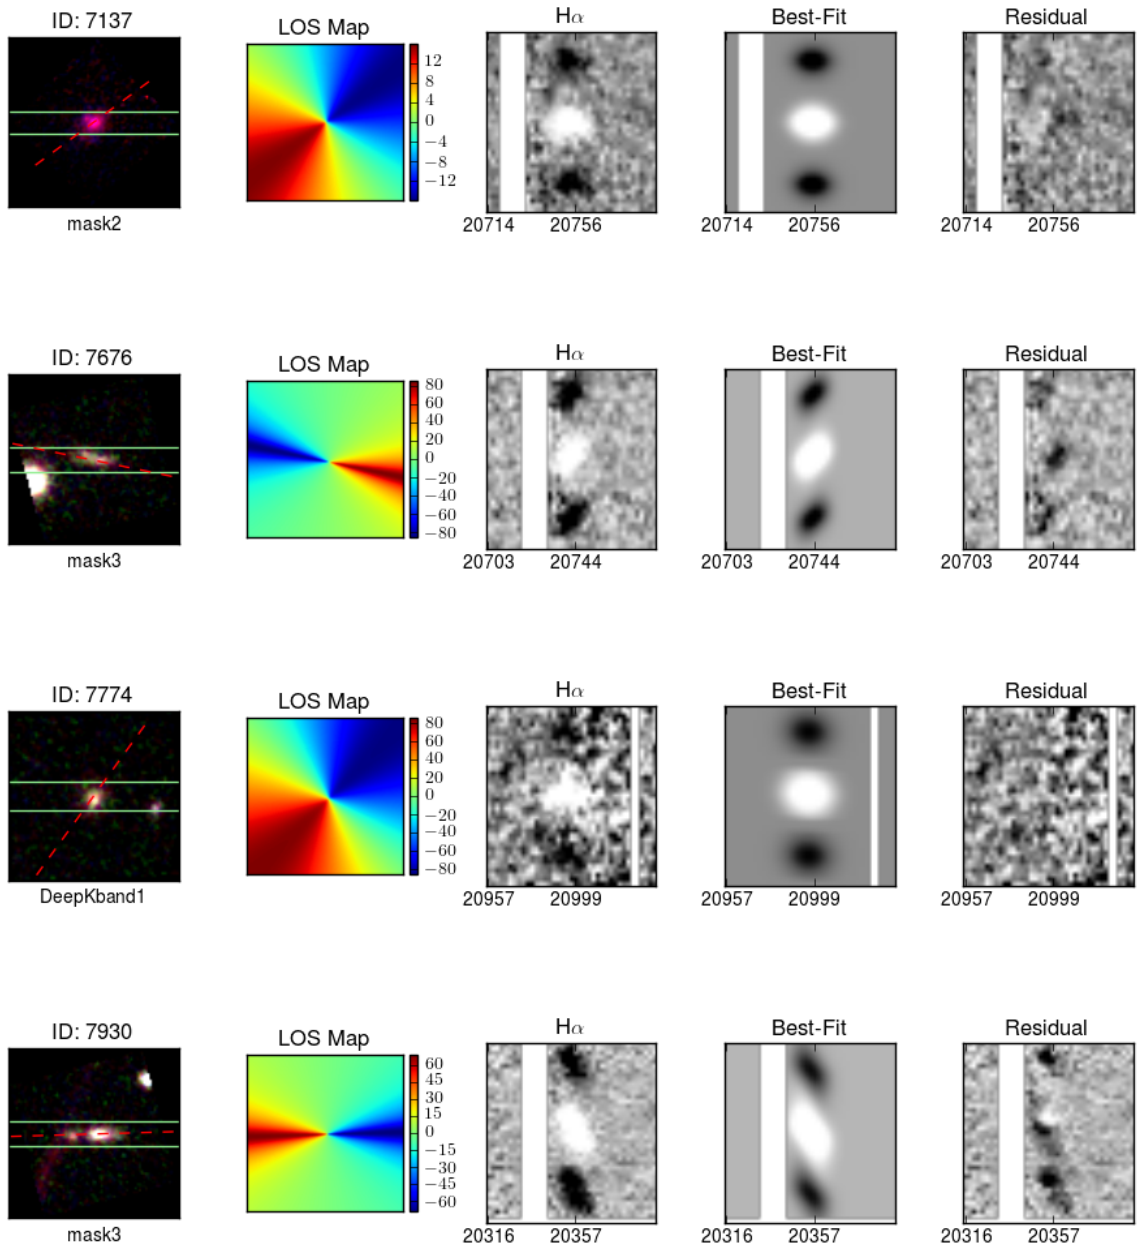 ID: 7137
LOS Map
Hα
Best-Fit
Residual
12
8
4
0
−4
−8
−12
mask2
20714 20756
20714 20756
20714 20756
ID: 7676
LOS Map
Hα
Best-Fit
Residual
80
60
40
20
0
−20
−40
−60
−80
mask3
20703 20744
20703 20744
20703 20744
ID: 7774
LOS Map
Hα
Best-Fit
Residual
80
60
40
20
0
−20
−40
−60
−80
DeepKband1
20957 20999
20957 20999
20957 20999
ID: 7930
LOS Map
Hα
Best-Fit
Residual
60
45
30
15
0
−15
−30
−45
−60
mask3
20316 20357
20316 20357
20316 20357